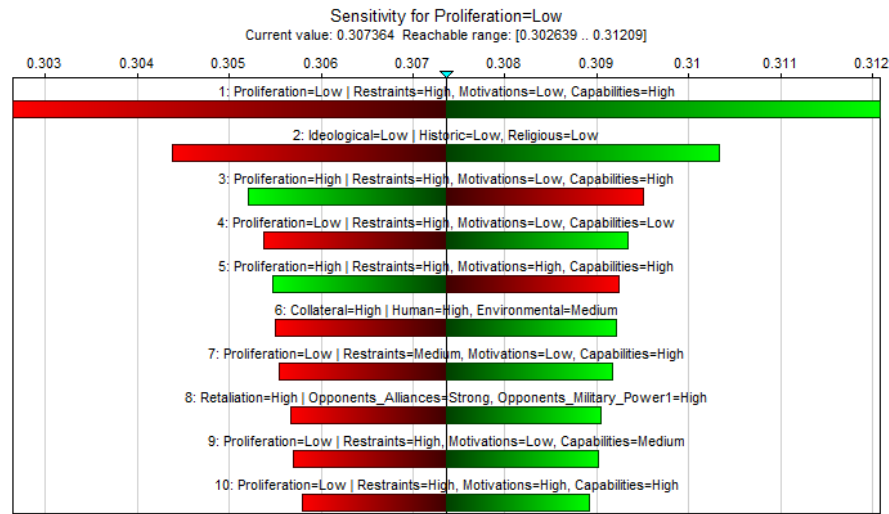 Sensitivity for Proliferation=Low
Current value: 0.307364 Reachable range: [0.302639 .. 0.31209]
0.303 0.304 0.305 0.306 0.307 0.308 0.309 0.31 0.311 0.312
1: Proliferation=Low | Restraints=High, Motivations=Low, Capabilities=High
2: Ideological=Low | Historic=Low, Religious=Low
3: Proliferation=High | Restraints=High, Motivations=Low, Capabilities=High
4: Proliferation=Low | Restraints=High, Motivations=Low, Capabilities=Low
5: Proliferation=High | Restraints=High, Motivations=High, Capabilities=High
6: Collateral=High | Human=High, Environmental=Medium
7: Proliferation=Low | Restraints=Medium, Motivations=Low, Capabilities=High
8: Retaliation=High | Opponents_Alliances=Strong, Opponents_Military_Power1=High
9: Proliferation=Low | Restraints=High, Motivations=Low, Capabilities=Medium
10: Proliferation=Low | Restraints=High, Motivations=High, Capabilities=High